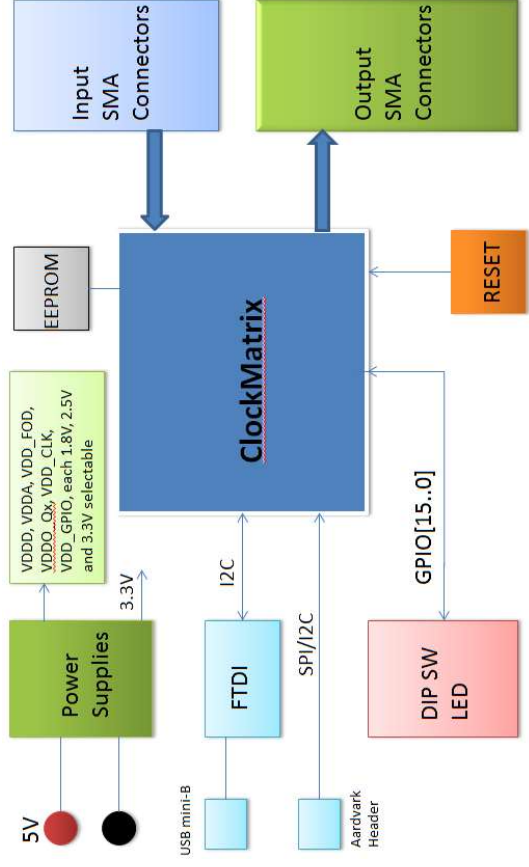 5V
Power
Supplies
VDDD, VDDA, VDD_FOD,
VDDO_Qx, VDD_CLK,
VDD_GPIO, each 1.8V, 2.5V
and 3.3V selectable
3.3V
EEPROM
Input
SMA
Connectors
USB mini-B
FTDI
I2C
ClockMatrix
Aardvark
Header
SPI/I2C
Output
SMA
Connectors
DIP SW
LED
GPIO[15..0]
RESET